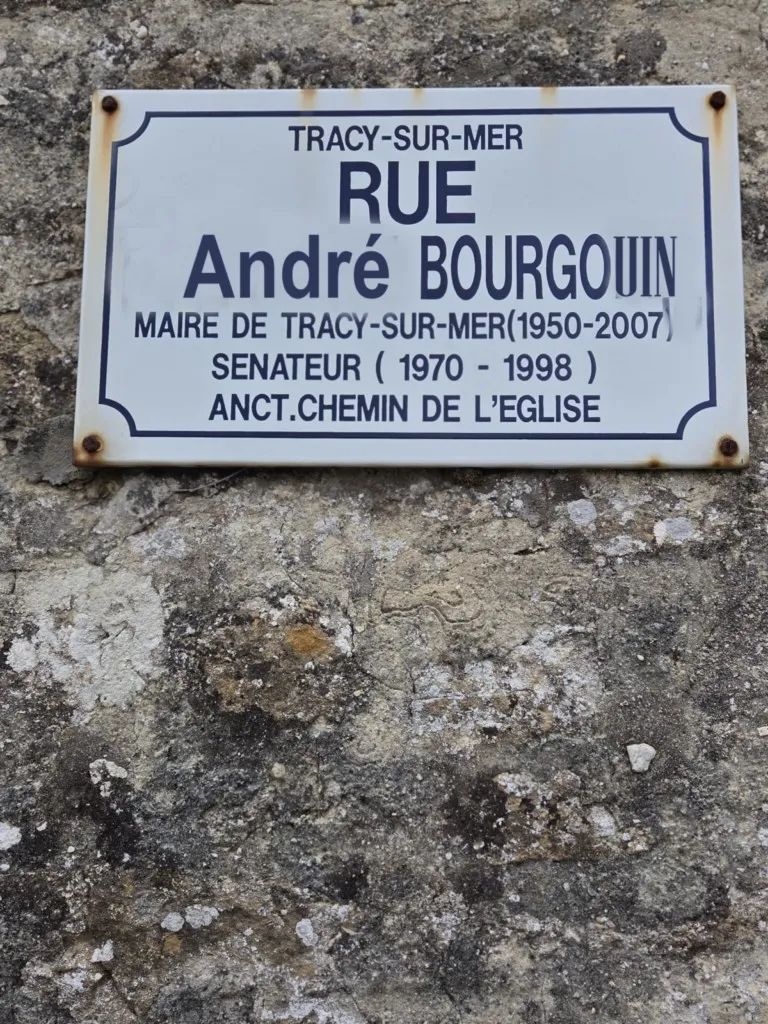 TRACY-SUR-MER
RUE
André BOURGOUIN
MAIRE DE TRACY-SUR-MER(1950-2007)
SENATEUR ( 1970 - 1998 )
ANCT.CHEMIN DE L'EGLISE